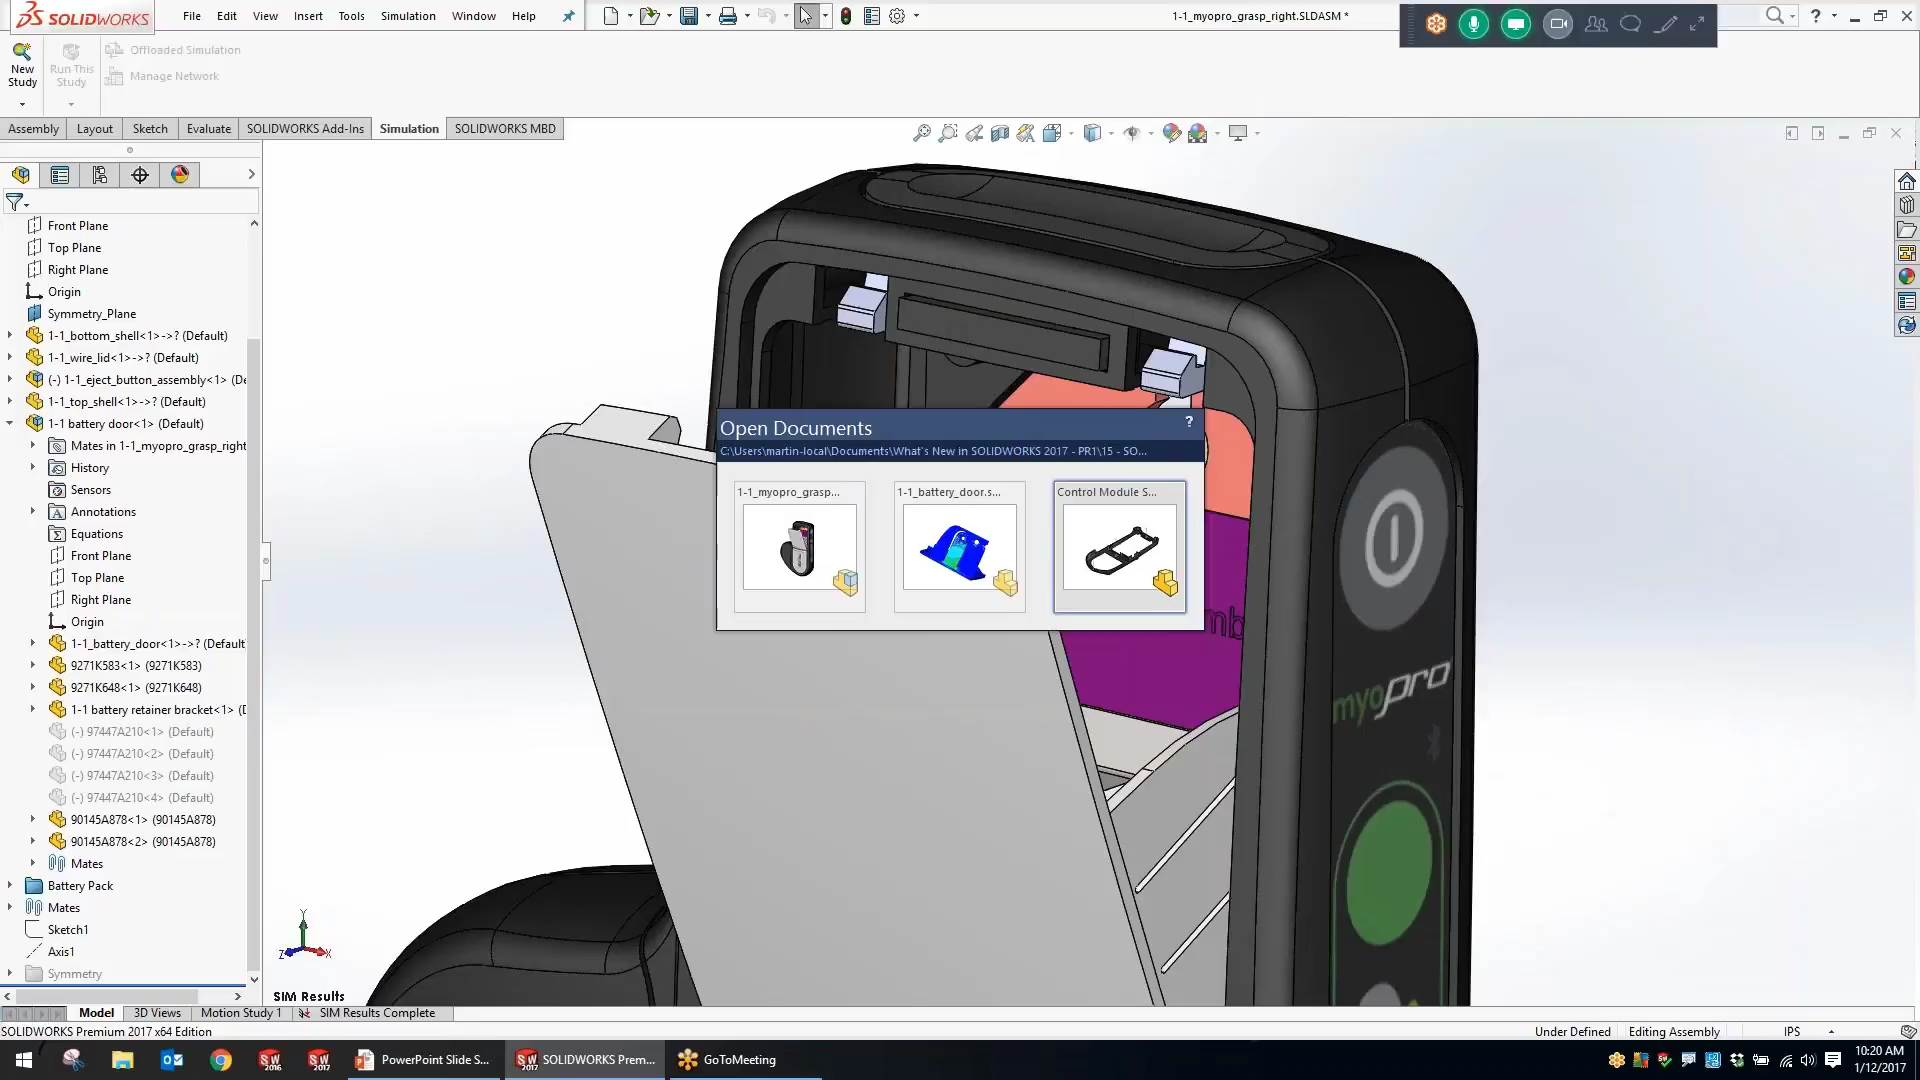 SOLIDWORKS
File Edit View Insert Tools Simulation Window Help
1-1_myopro_grasp_right.SLDASM *
New Study
Run This Study
Offloaded Simulation
Manage Network
Assembly Layout Sketch Evaluate SOLIDWORKS Add-Ins Simulation SOLIDWORKS MBD
Front Plane
Top Plane
Right Plane
Origin
Symmetry_Plane
1-1_bottom_shell<1>->? (Default)
1-1_wire_lid<1>->? (Default)
(-) 1-1_eject_button_assembly<1> (De
1-1_top_shell<1>->? (Default)
1-1 battery door<1> (Default)
Mates in 1-1_myopro_grasp_right
History
Sensors
Annotations
Equations
Front Plane
Top Plane
Right Plane
Origin
1-1_battery_door<1>->? (Default
9271K583<1> (9271K583)
9271K648<1> (9271K648)
1-1 battery retainer bracket<1> (D
(-) 97447A210<1> (Default)
(-) 97447A210<2> (Default)
(-) 97447A210<3> (Default)
(-) 97447A210<4> (Default)
90145A878<1> (90145A878)
90145A878<2> (90145A878)
Mates
Battery Pack
Mates
Sketch1
Axis1
Symmetry
Open Documents
?
C:\Users\martin-local\Documents\What's New in SOLIDWORKS 2017 - PR1\15 - SO...
1-1_myopro_grasp... 1-1_battery_door.s... Control Module S...
mb
myopro
Y
Z X
SIM Results
Model 3D Views Motion Study 1 SIM Results Complete
SOLIDWORKS Premium 2017 x64 Edition
Under Defined Editing Assembly IPS
PowerPoint Slide S... SOLIDWORKS Prem... GoToMeeting
10:20 AM
1/12/2017